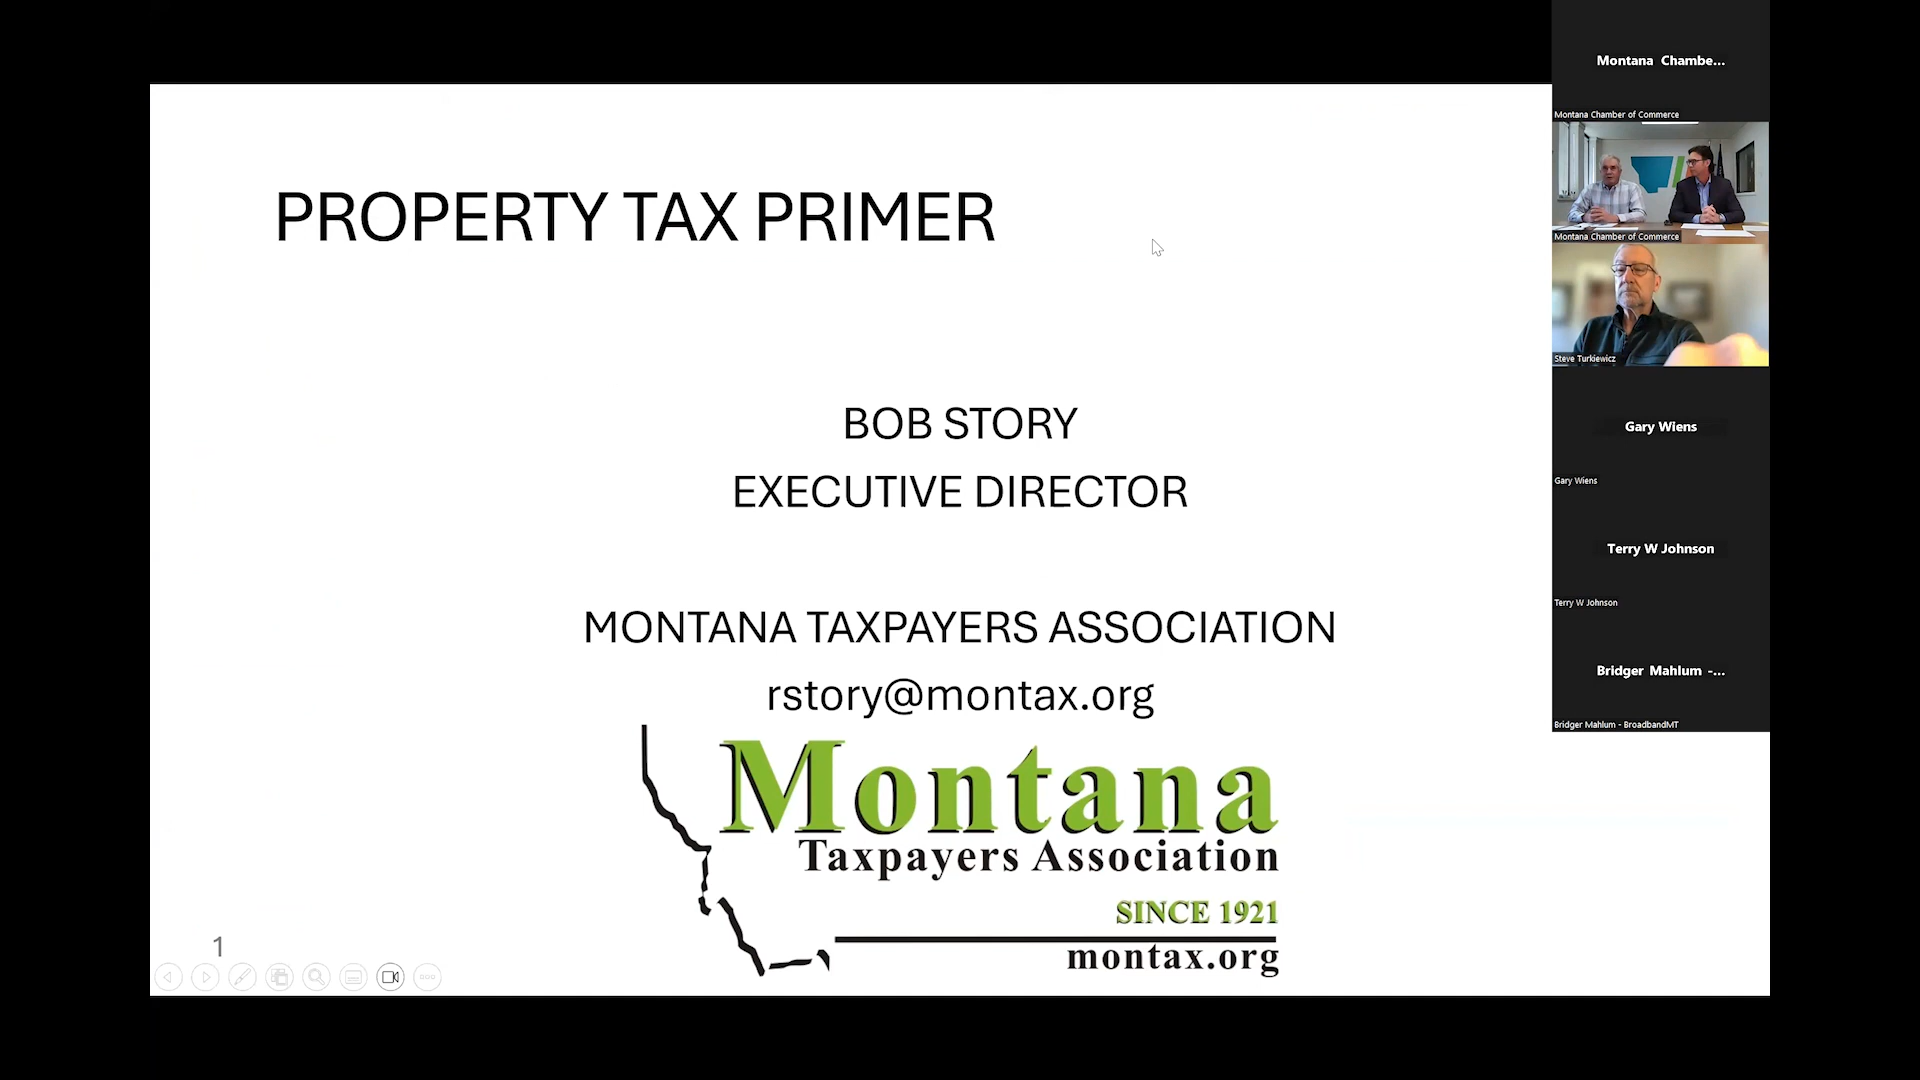 PROPERTY TAX PRIMER
BOB STORY
EXECUTIVE DIRECTOR
MONTANA TAXPAYERS ASSOCIATION
rstory@montax.org
Montana
Taxpayers Association
SINCE 1921
montax.org
1
Montana Chambe...
Montana Chamber of Commerce
Montana Chamber of Commerce
Steve Turkiewicz
Gary Wiens
Gary Wiens
Terry W Johnson
Terry W Johnson
Bridger Mahlum -...
Bridger Mahlum - BroadbandMT